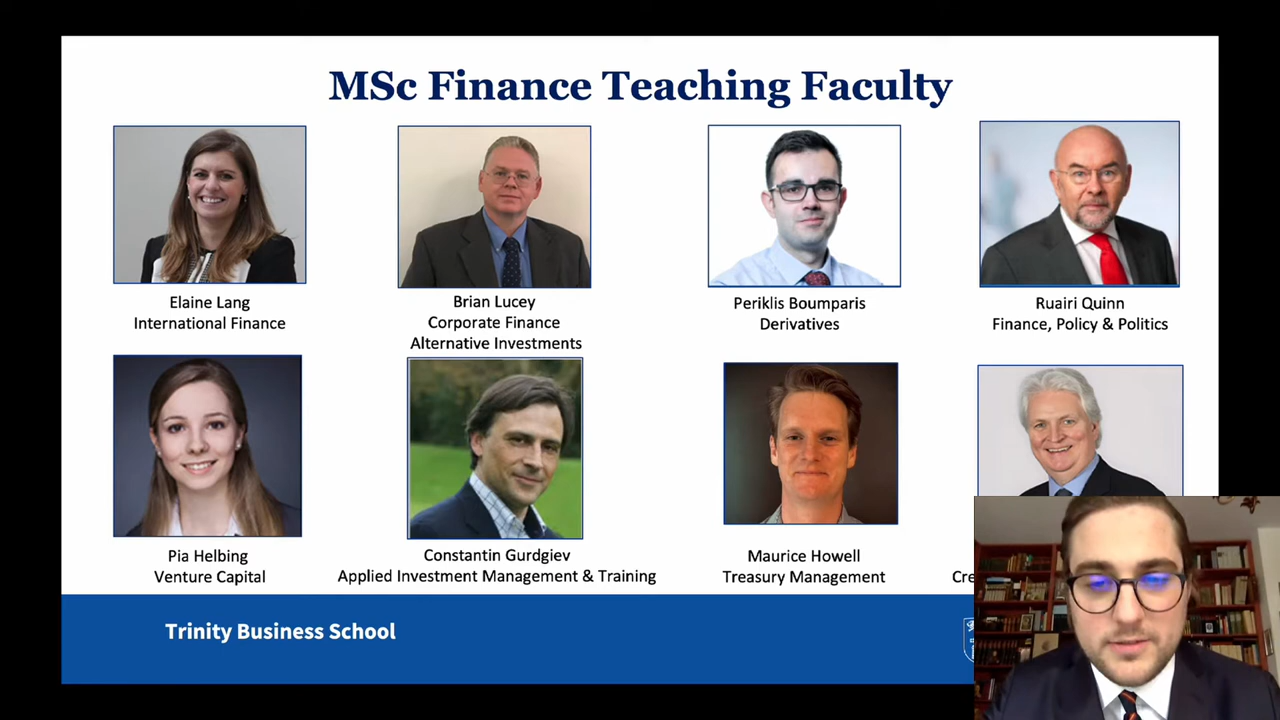 MSc Finance Teaching Faculty
Elaine Lang
International Finance
Brian Lucey
Corporate Finance
Alternative Investments
Periklis Boumparis
Derivatives
Ruairi Quinn
Finance, Policy & Politics
Pia Helbing
Venture Capital
Constantin Gurdgiev
Applied Investment Management & Training
Maurice Howell
Treasury Management
Trinity Business School